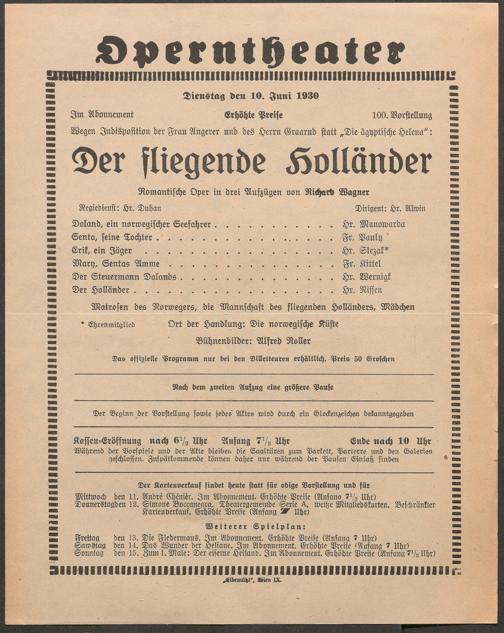 Operntheater
Dienstag den 10. Juni 1930
Im Abonnement Erhöhte Preise 100. Vorstellung
Wegen Indisposition der Frau Angerer und des Herrn Graarud statt „Die ägyptische Helena“:
Der fliegende Holländer
Romantische Oper in drei Aufzügen von Richard Wagner
Regiedienst: Hr. Duhan Dirigent: Hr. Alwin
Daland, ein norwegischer Seefahrer . . . . . . . . . . . Hr. Manowarda
Senta, seine Tochter . . . . . . . . . . . . . . . Fr. Pauly
Erik, ein Jäger . . . . . . . . . . . . . . . . . Hr. Slezak*
Mary, Sentas Amme . . . . . . . . . . . . . . . Fr. Kittel
Der Steuermann Dalands . . . . . . . . . . . . . . Hr. Wernigk
Der Holländer . . . . . . . . . . . . . . . . . . Hr. Nissen
Matrosen des Norwegers, die Mannschaft des fliegenden Holländers, Mädchen
* Ehrenmitglied Ort der Handlung: Die norwegische Küste
Bühnenbilder: Alfred Roller
Das offizielle Programm nur bei den Billetteuren erhältlich. Preis 50 Groschen
Nach dem zweiten Aufzug eine größere Pause
Der Beginn der Vorstellung sowie jedes Aktes wird durch ein Glockenzeichen bekanntgegeben
Kassen-Eröffnung nach 6 1/2 Uhr Anfang 7 1/2 Uhr Ende nach 10 Uhr
Während der Vorspiele und der Akte bleiben die Saaltüren zum Parkett, Parterre und den Galerien
geschlossen. Zuspätkommende können daher nur während der Pausen Einlaß finden
Der Kartenverkauf findet heute statt für obige Vorstellung und für
Mittwoch den 11. André Chénier. Im Abonnement. Erhöhte Preise (Anfang 7 1/2 Uhr)
Donnerstag den 12. Simone Boccanegra. Theatergemeinde Serie A, weiße Mitgliedskarten. Beschränkter
Kartenverkauf. Erhöhte Preise (Anfang 7 Uhr)
Weiterer Spielplan:
Freitag den 13. Die Fledermaus. Im Abonnement. Erhöhte Preise (Anfang 7 Uhr)
Samstag den 14. Das Wunder der Heliane. Im Abonnement. Erhöhte Preise (Anfang 7 Uhr)
Sonntag den 15. Zum 1. Male: Der eiserne Heiland. Im Abonnement. Erhöhte Preise (Anfang 7 1/2 Uhr)
„Elbemühl“, Wien IX.